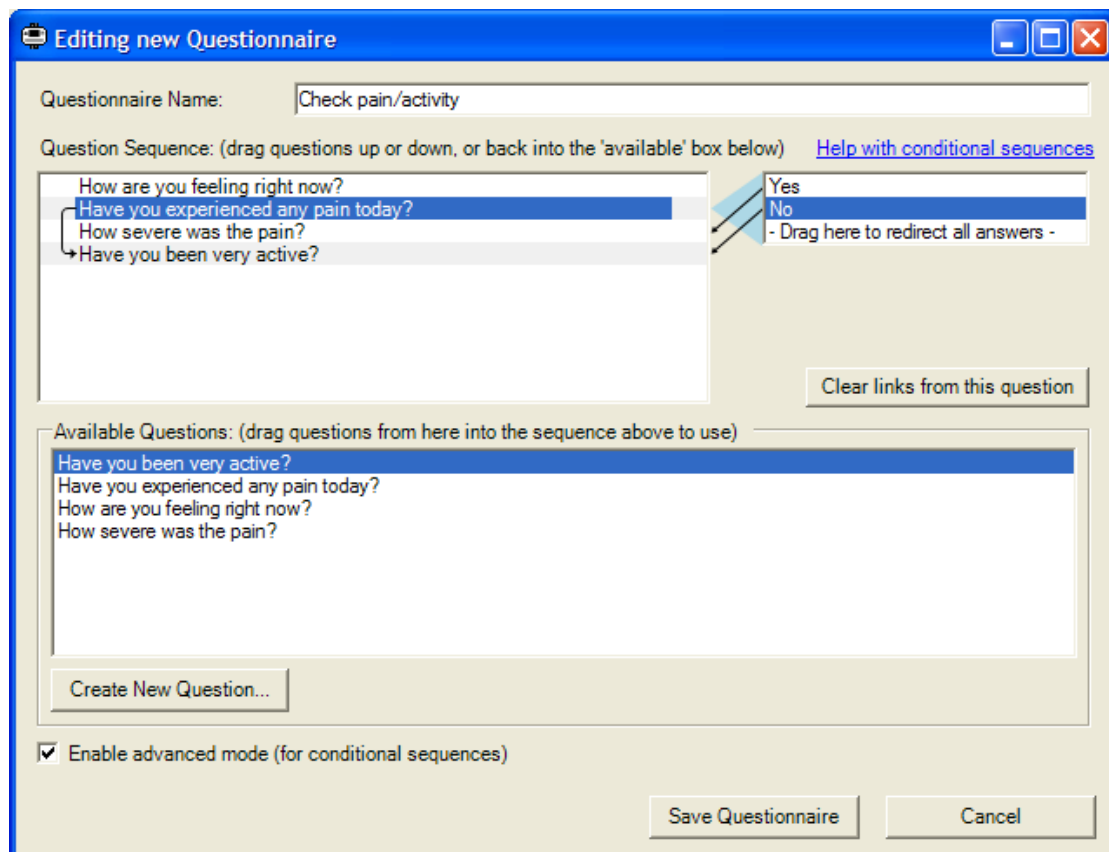 Editing new Questionnaire
Questionnaire Name: Check pain/activity
Question Sequence: (drag questions up or down, or back into the 'available' box below) Help with conditional sequences
How are you feeling right now?
Have you experienced any pain today?
How severe was the pain?
Have you been very active?
Yes
No
- Drag here to redirect all answers -
Clear links from this question
Available Questions: (drag questions from here into the sequence above to use)
Have you been very active?
Have you experienced any pain today?
How are you feeling right now?
How severe was the pain?
Create New Question...
Enable advanced mode (for conditional sequences)
Save Questionnaire Cancel